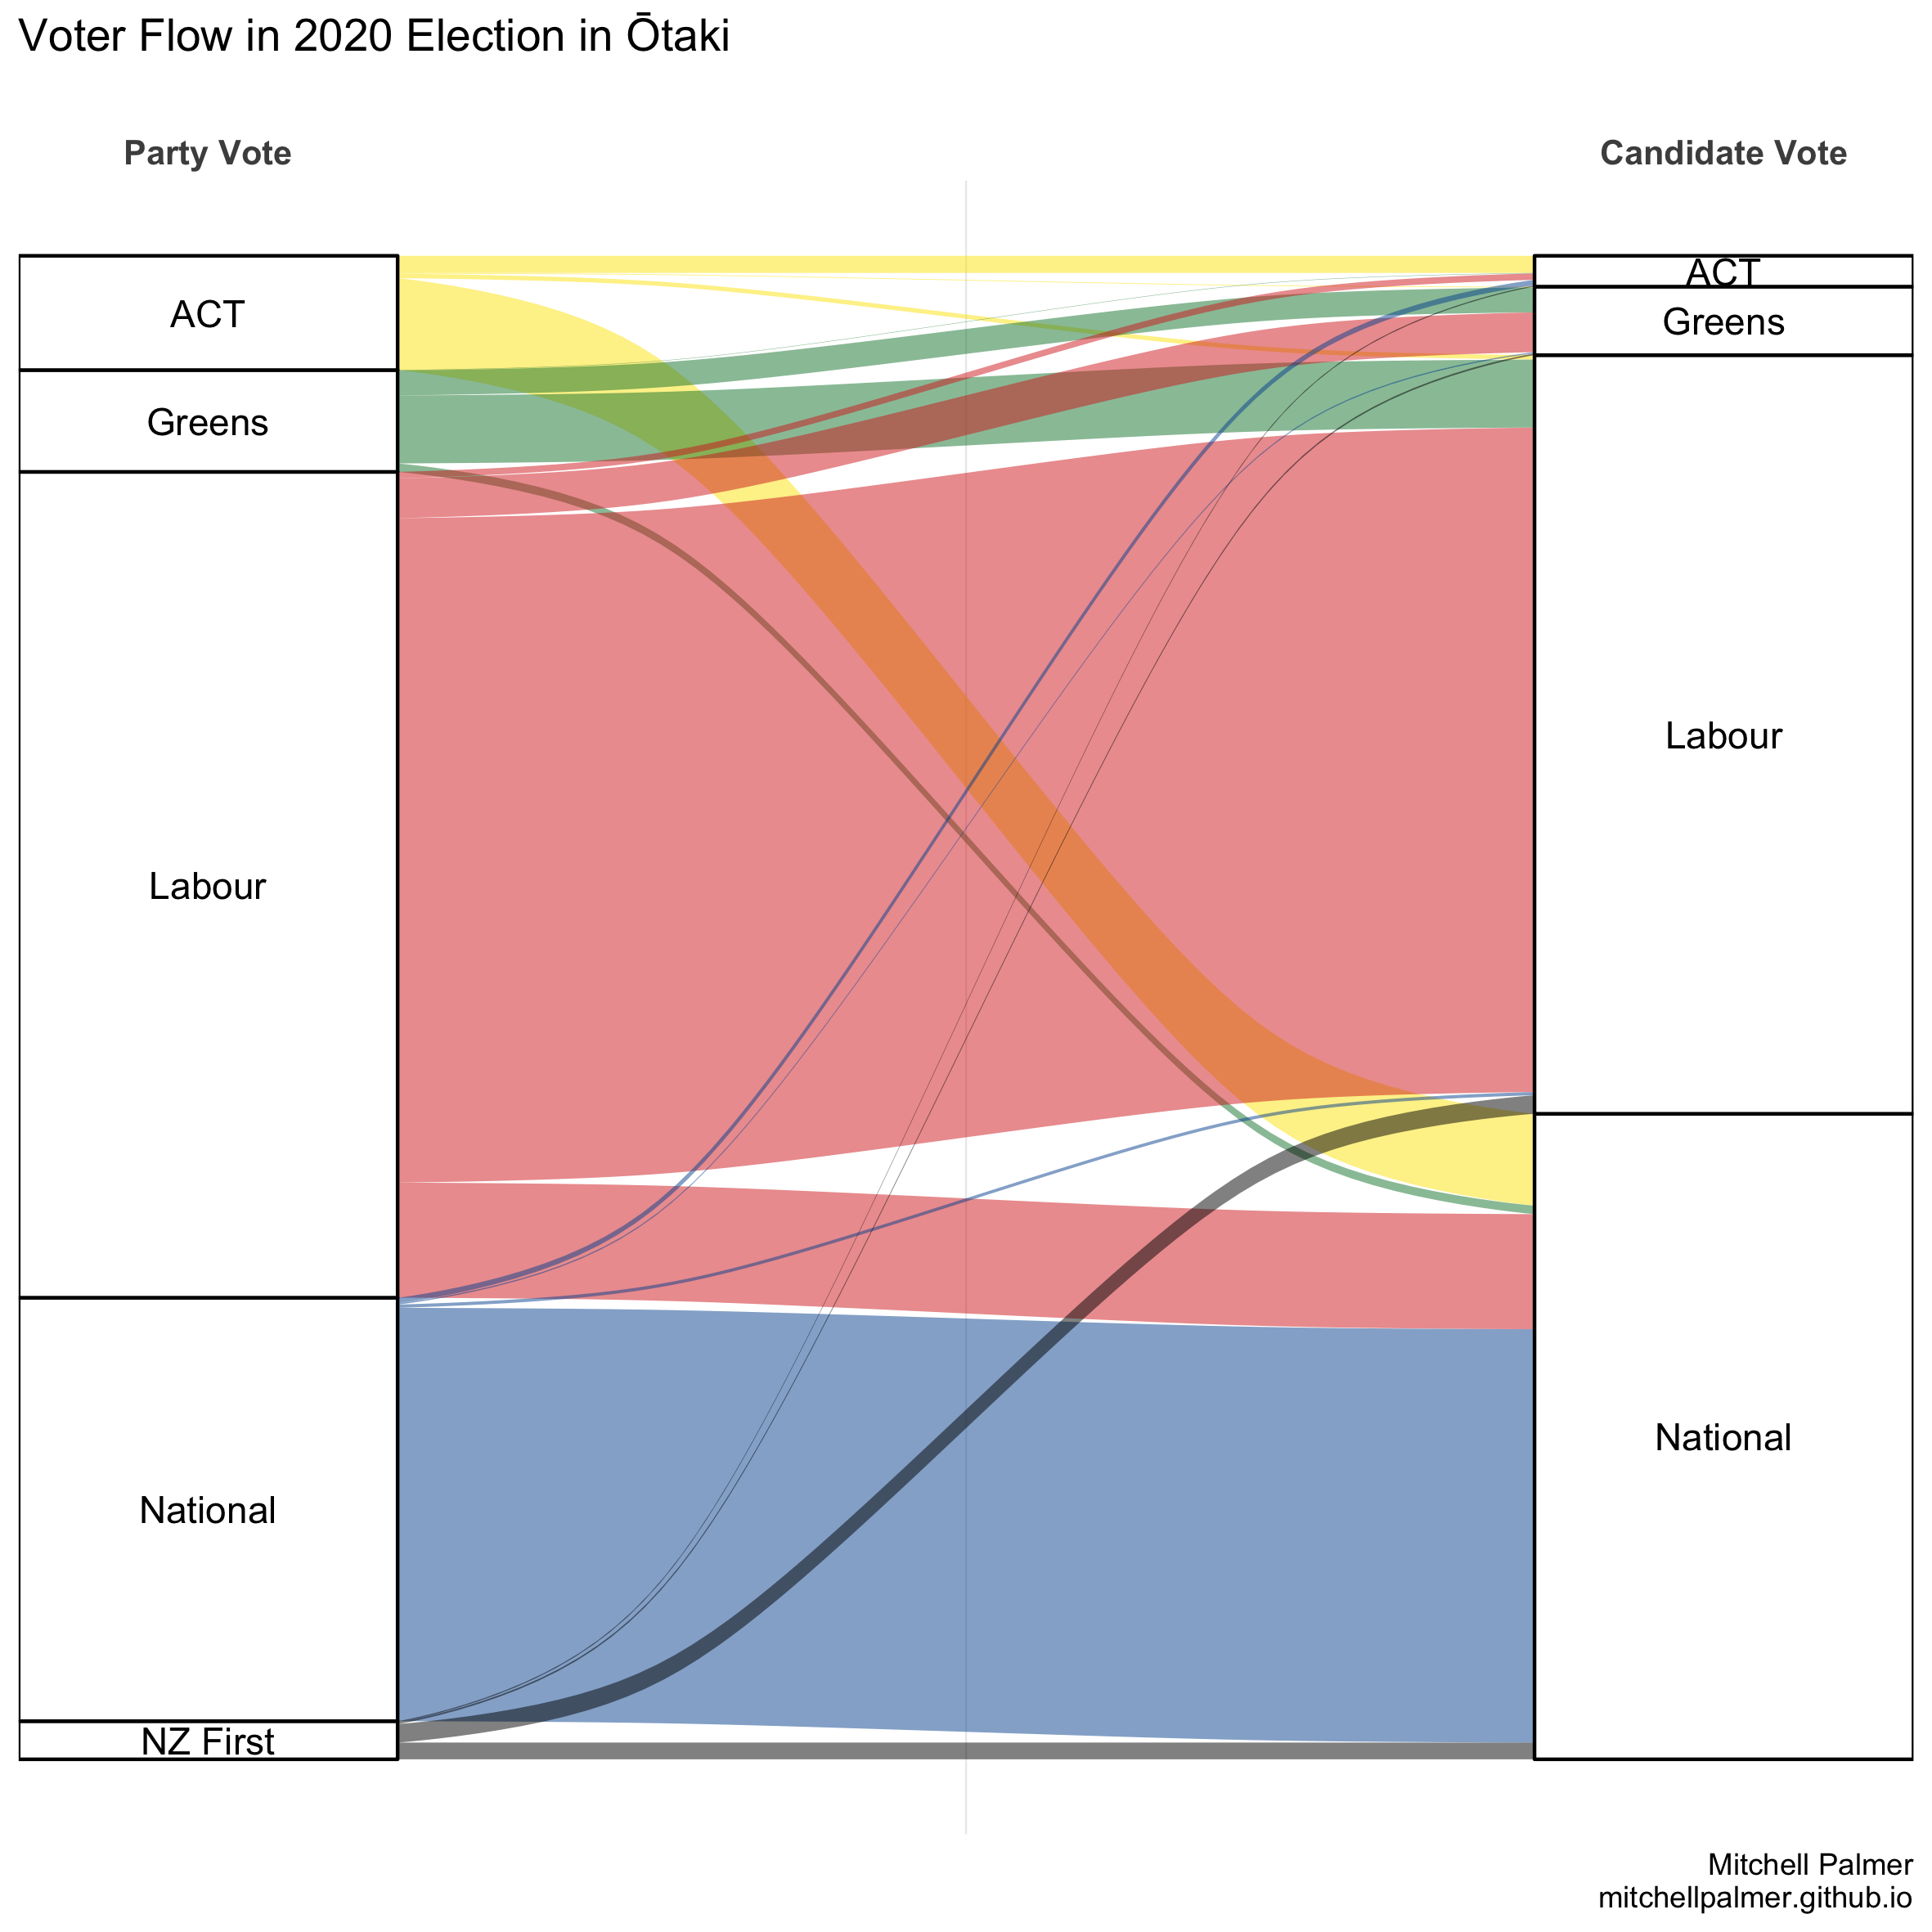 Voter Flow in 2020 Election in Ōtaki
Party Vote
Candidate Vote
ACT
Greens
Labour
National
NZ First
ACT
Greens
Labour
National
Mitchell Palmer
mitchellpalmer.github.io